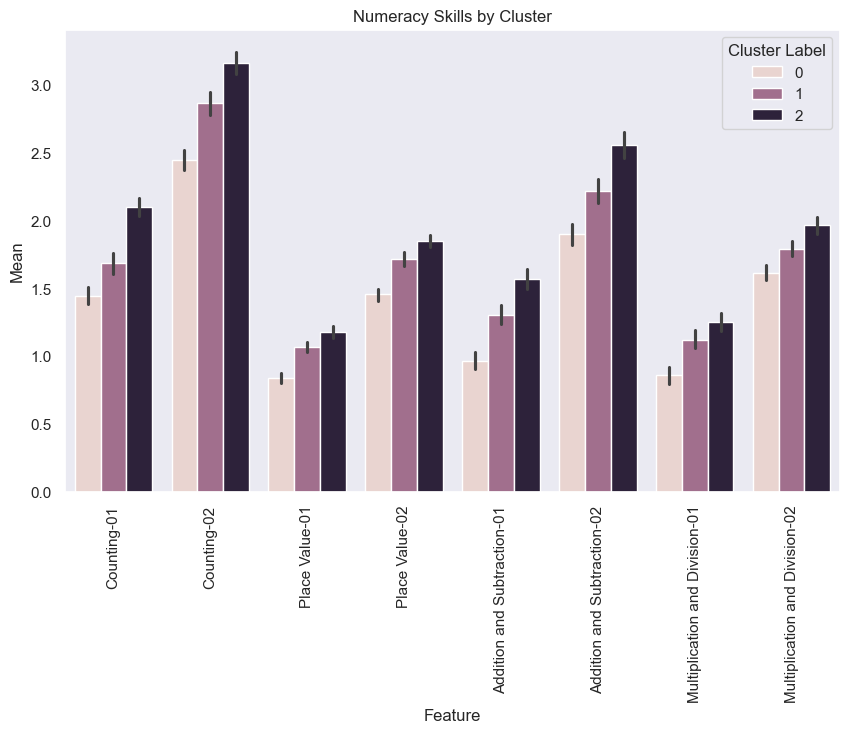 Numeracy Skills by Cluster
Cluster Label
0
1
2
Mean
3.0
2.5
2.0
1.5
1.0
0.5
0.0
Counting-01
Counting-02
Place Value-01
Place Value-02
Addition and Subtraction-01
Addition and Subtraction-02
Multiplication and Division-01
Multiplication and Division-02
Feature